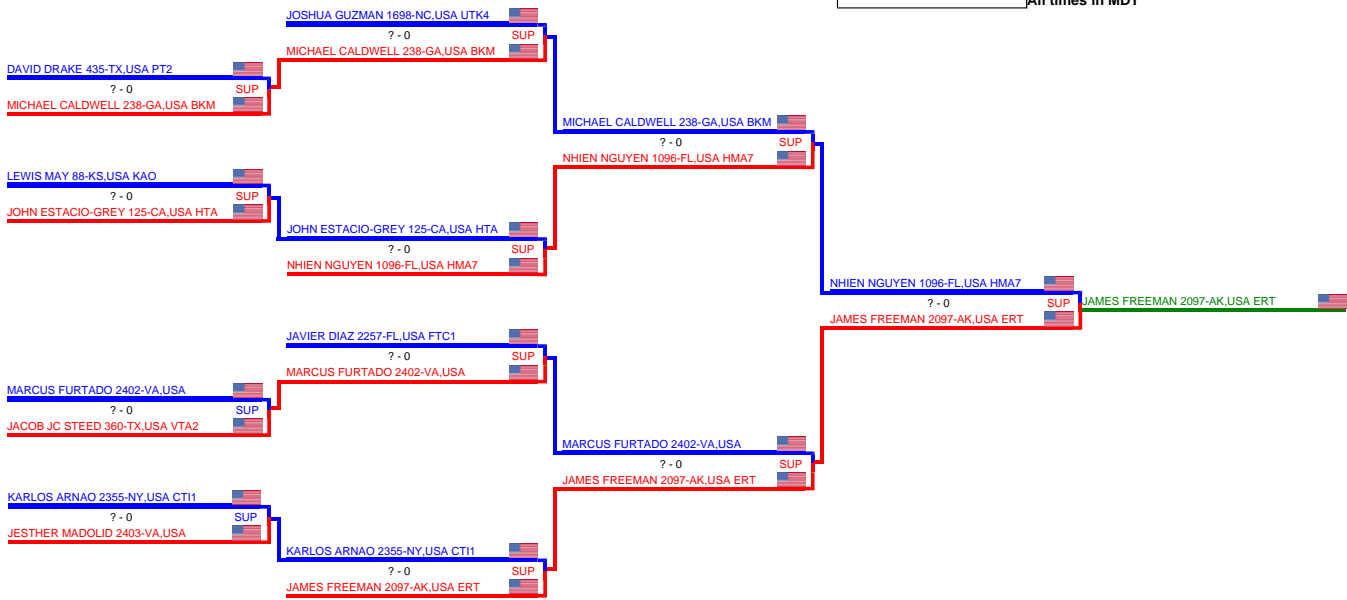 All times in MDT
JOSHUA GUZMAN 1698-NC,USA UTK4
? - 0
SUP
MICHAEL CALDWELL 238-GA,USA BKM
DAVID DRAKE 435-TX,USA PT2
? - 0
SUP
MICHAEL CALDWELL 238-GA,USA BKM
MICHAEL CALDWELL 238-GA,USA BKM
? - 0
SUP
NHIEN NGUYEN 1096-FL,USA HMA7
LEWIS MAY 88-KS,USA KAO
? - 0
SUP
JOHN ESTACIO-GREY 125-CA,USA HTA
JOHN ESTACIO-GREY 125-CA,USA HTA
? - 0
SUP
NHIEN NGUYEN 1096-FL,USA HMA7
NHIEN NGUYEN 1096-FL,USA HMA7
? - 0
SUP
JAMES FREEMAN 2097-AK,USA ERT
JAMES FREEMAN 2097-AK,USA ERT
JAVIER DIAZ 2257-FL,USA FTC1
? - 0
SUP
MARCUS FURTADO 2402-VA,USA
MARCUS FURTADO 2402-VA,USA
? - 0
SUP
JACOB JC STEED 360-TX,USA VTA2
MARCUS FURTADO 2402-VA,USA
? - 0
SUP
JAMES FREEMAN 2097-AK,USA ERT
KARLOS ARNAO 2355-NY,USA CTI1
? - 0
SUP
JESTHER MADOLID 2403-VA,USA
KARLOS ARNAO 2355-NY,USA CTI1
? - 0
SUP
JAMES FREEMAN 2097-AK,USA ERT